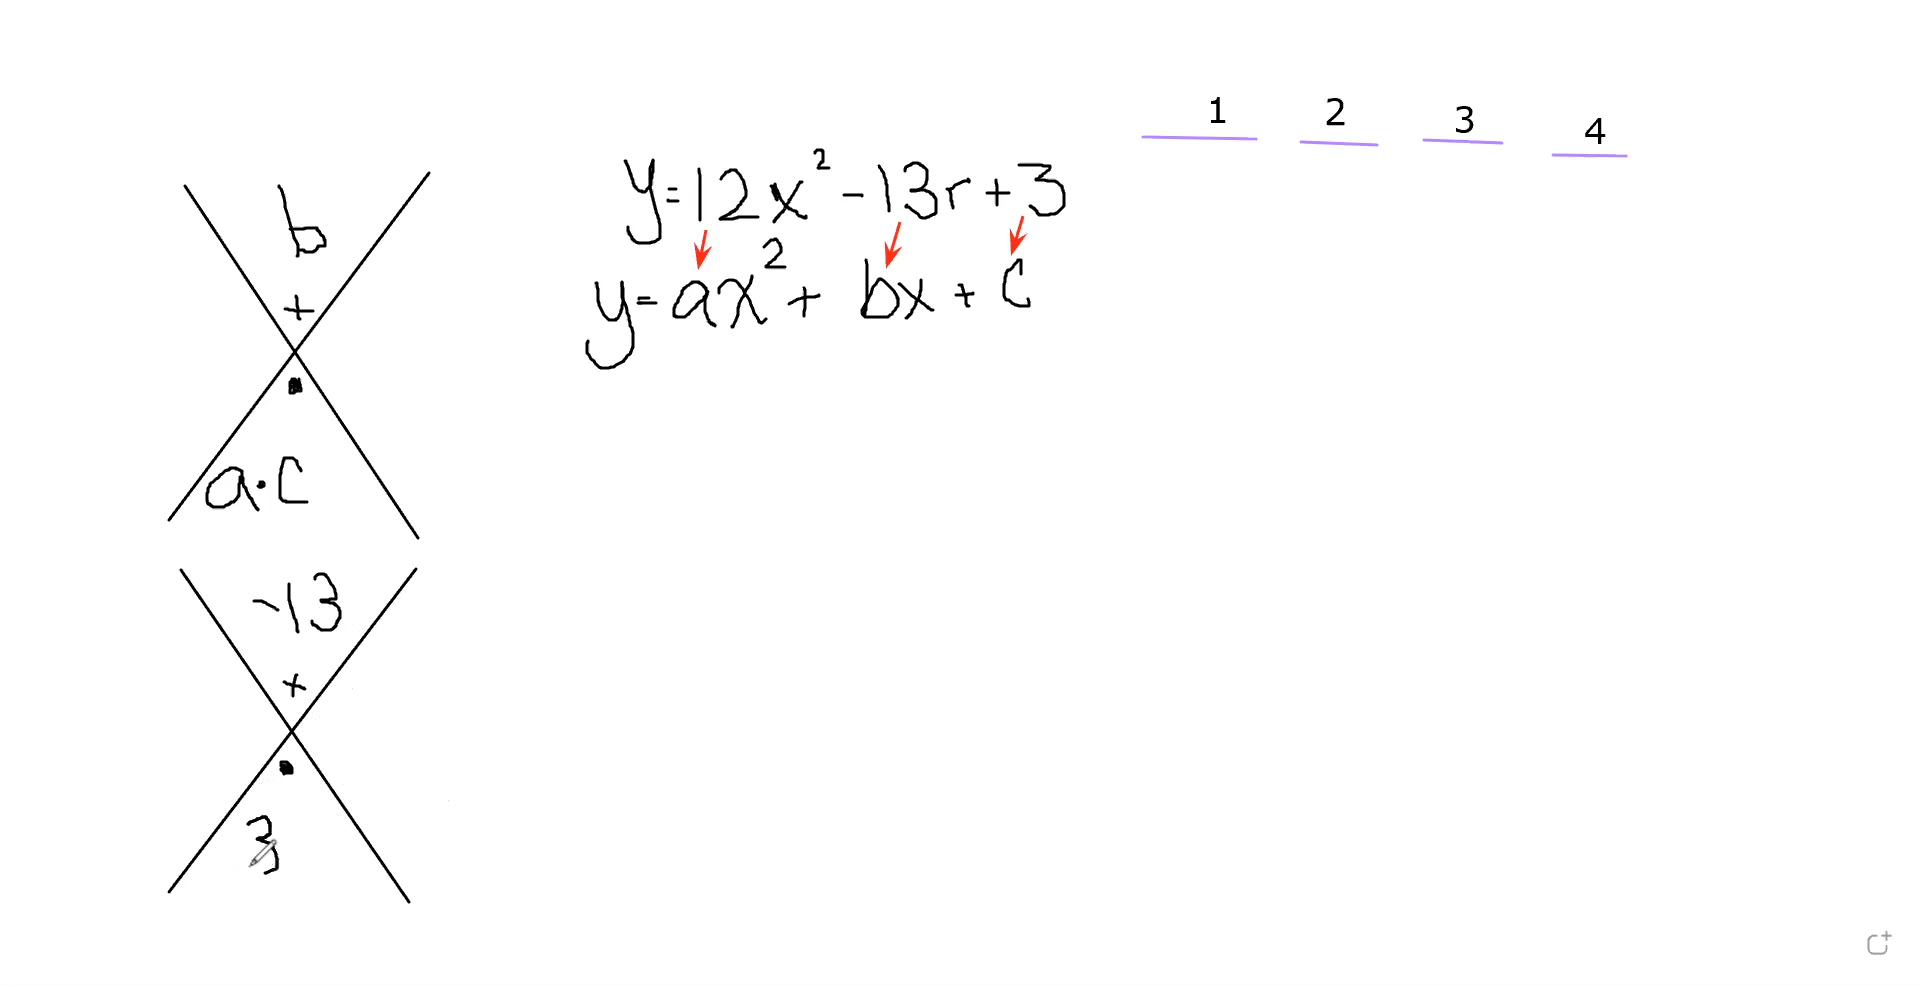 1 2 3 4
y=12x² -13r+3
y=ax²+ bx + c
b
+
•
a·c
-13
+
•
3